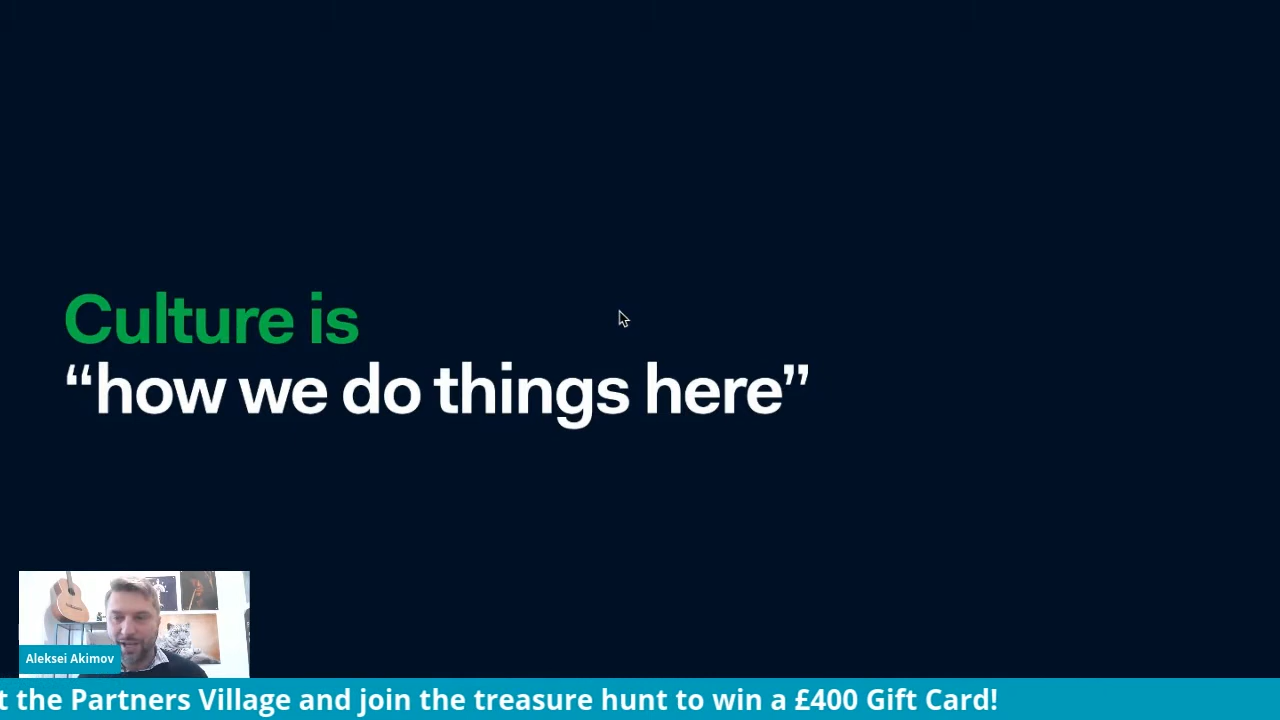 Culture is
“how we do things here”
Aleksei Akimov
t the Partners Village and join the treasure hunt to win a £400 Gift Card!